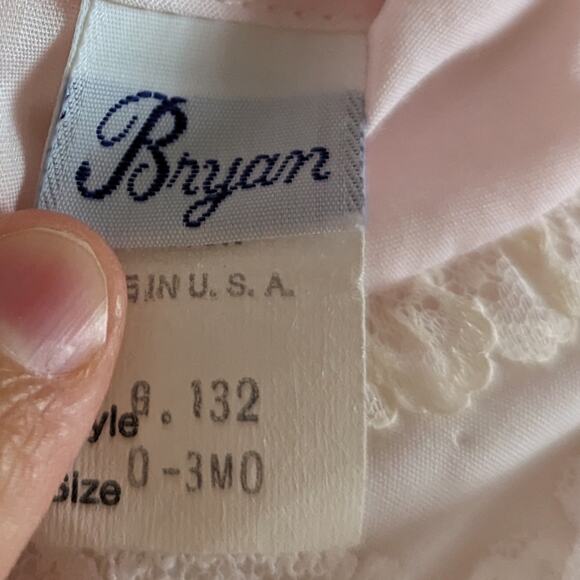 Bryan
IN U. S. A.
yle 6.132
Size 0-3MO